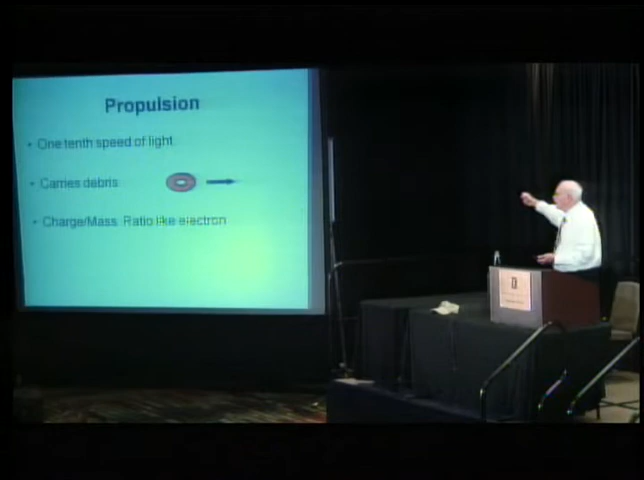 Propulsion
• One tenth speed of light
• Carries debris
• Charge/Mass Ratio like electron